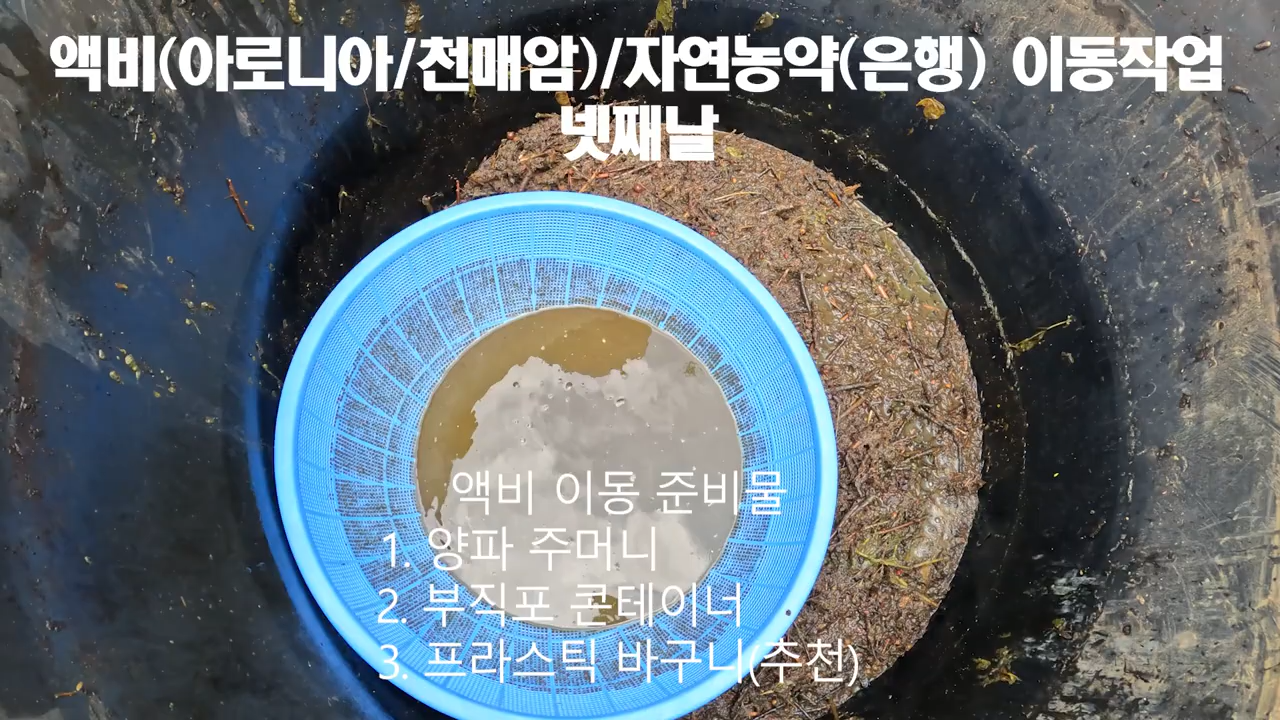 액비(아로니아/천매암)/자연농약(은행) 이동작업
넷째날
액비 이동 준비물
1. 양파 주머니
2. 부직포 콘테이너
3. 프라스틱 바구니(추천)